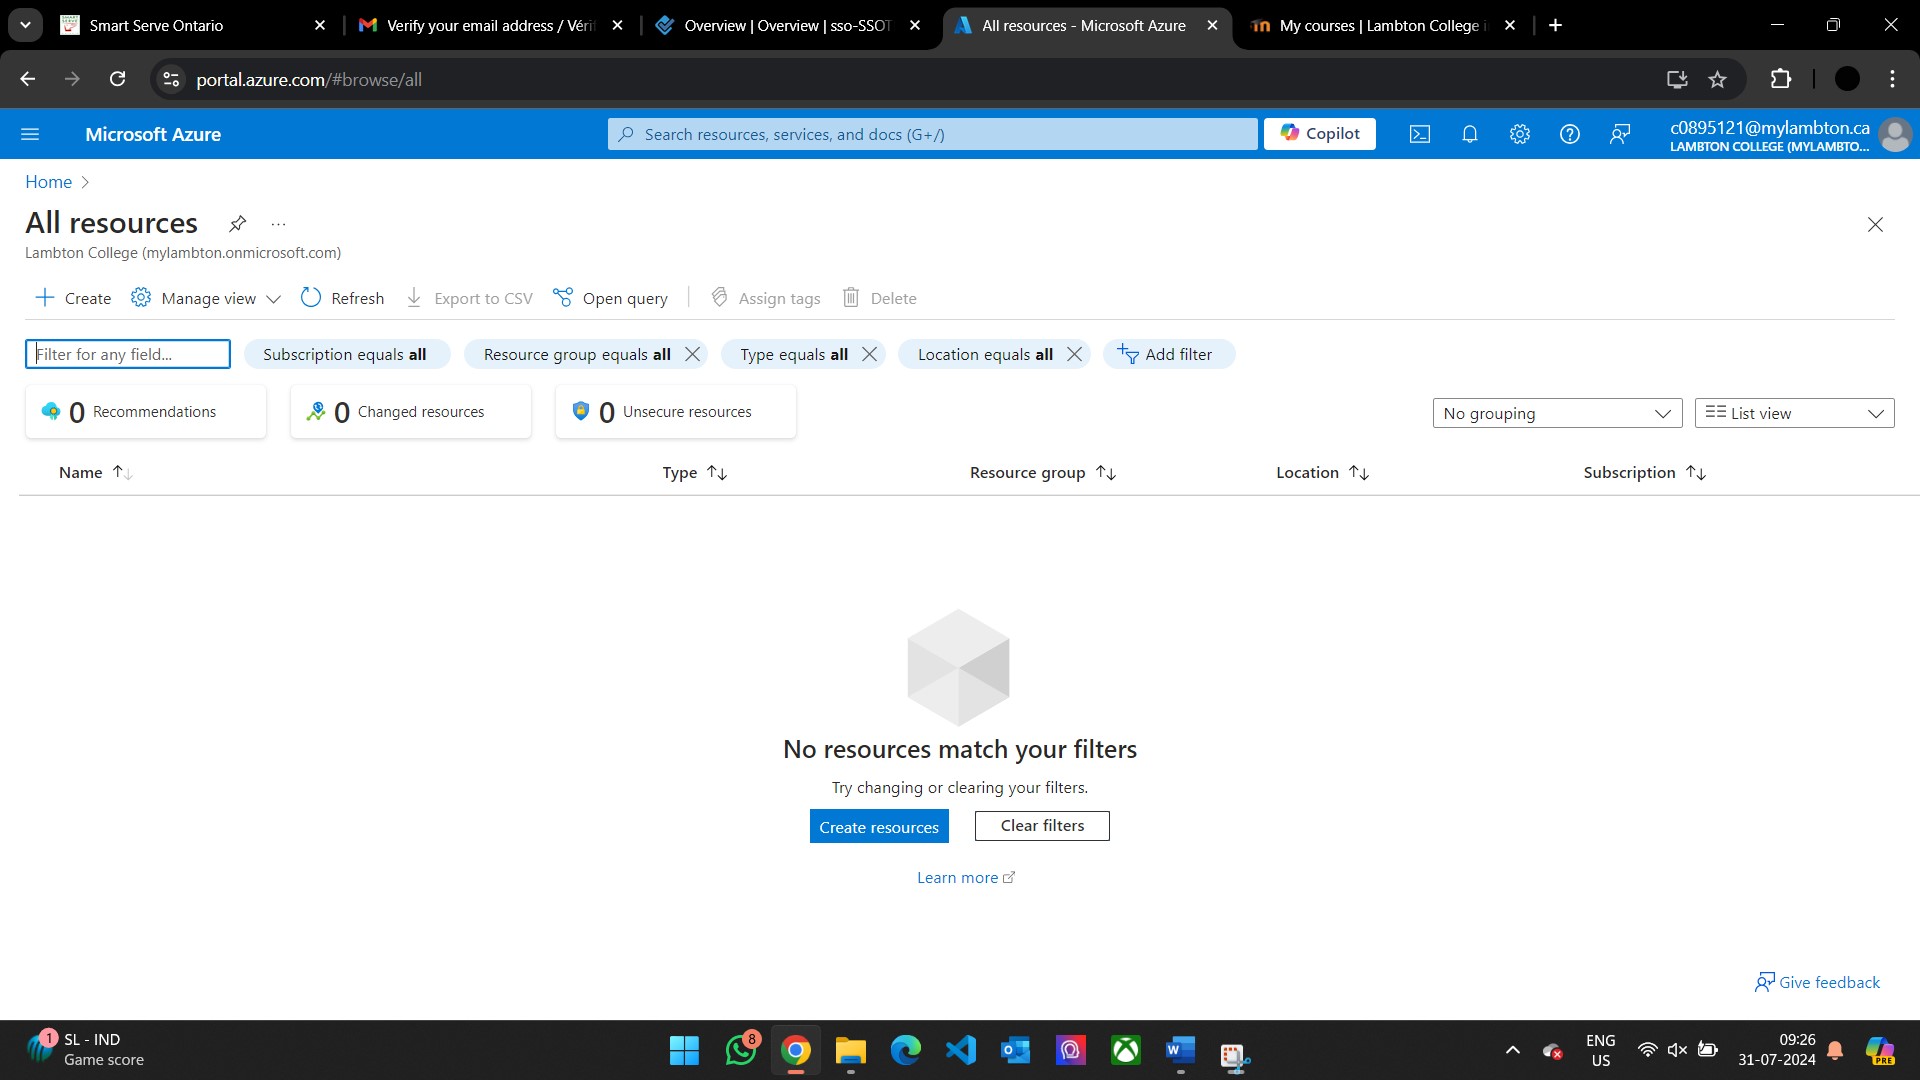 Smart Serve Ontario
Verify your email address / Véri
Overview | Overview | sso-SSOT
All resources - Microsoft Azure
My courses | Lambton College i
portal.azure.com/#browse/all
Microsoft Azure
Search resources, services, and docs (G+/)
Copilot
c0895121@mylambton.ca
LAMBTON COLLEGE (MYLAMBTO...
Home
All resources
Lambton College (mylambton.onmicrosoft.com)
Create
Manage view
Refresh
Export to CSV
Open query
Assign tags
Delete
Filter for any field...
Subscription equals all
Resource group equals all
Type equals all
Location equals all
Add filter
0 Recommendations
0 Changed resources
0 Unsecure resources
No grouping
List view
Name
Type
Resource group
Location
Subscription
No resources match your filters
Try changing or clearing your filters.
Create resources
Clear filters
Learn more
Give feedback
1
SL - IND
Game score
8
ENG
US
09:26
31-07-2024
PRE